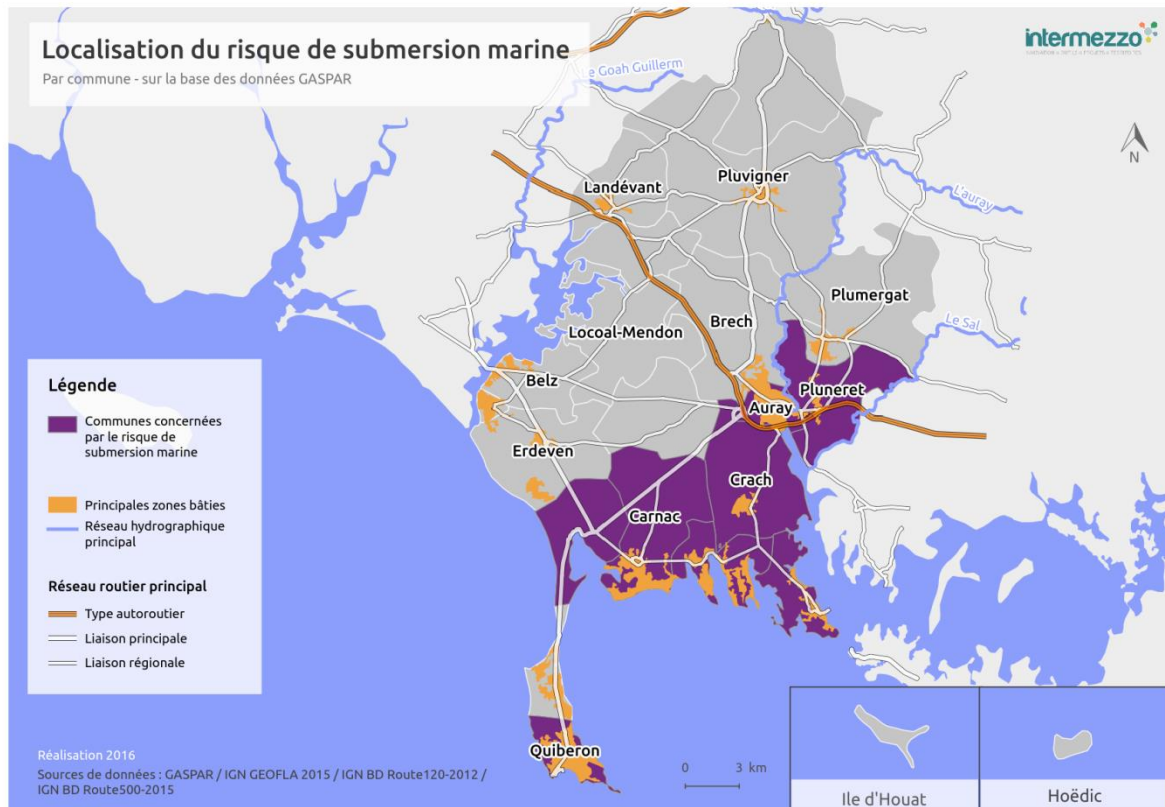 Localisation du risque de submersion marine
Par commune - sur la base des données GASPAR
intermezzo
Le Goah Guillerm
N
Landévant
Pluvigner
L'auray
Plumergat
Le Sal
Brech
Locoal-Mendon
Belz
Pluneret
Auray
Erdeven
Crach
Carnac
Quiberon
Légende
Communes concernées
par le risque de
submersion marine
Principales zones bâties
Réseau hydrographique
principal
Réseau routier principal
Type autoroutier
Liaison principale
Liaison régionale
Réalisation 2016
Sources de données : GASPAR / IGN GEOFLA 2015 / IGN BD Route120-2012 /
IGN BD Route500-2015
0 3 km
Ile d'Houat
Hoëdic